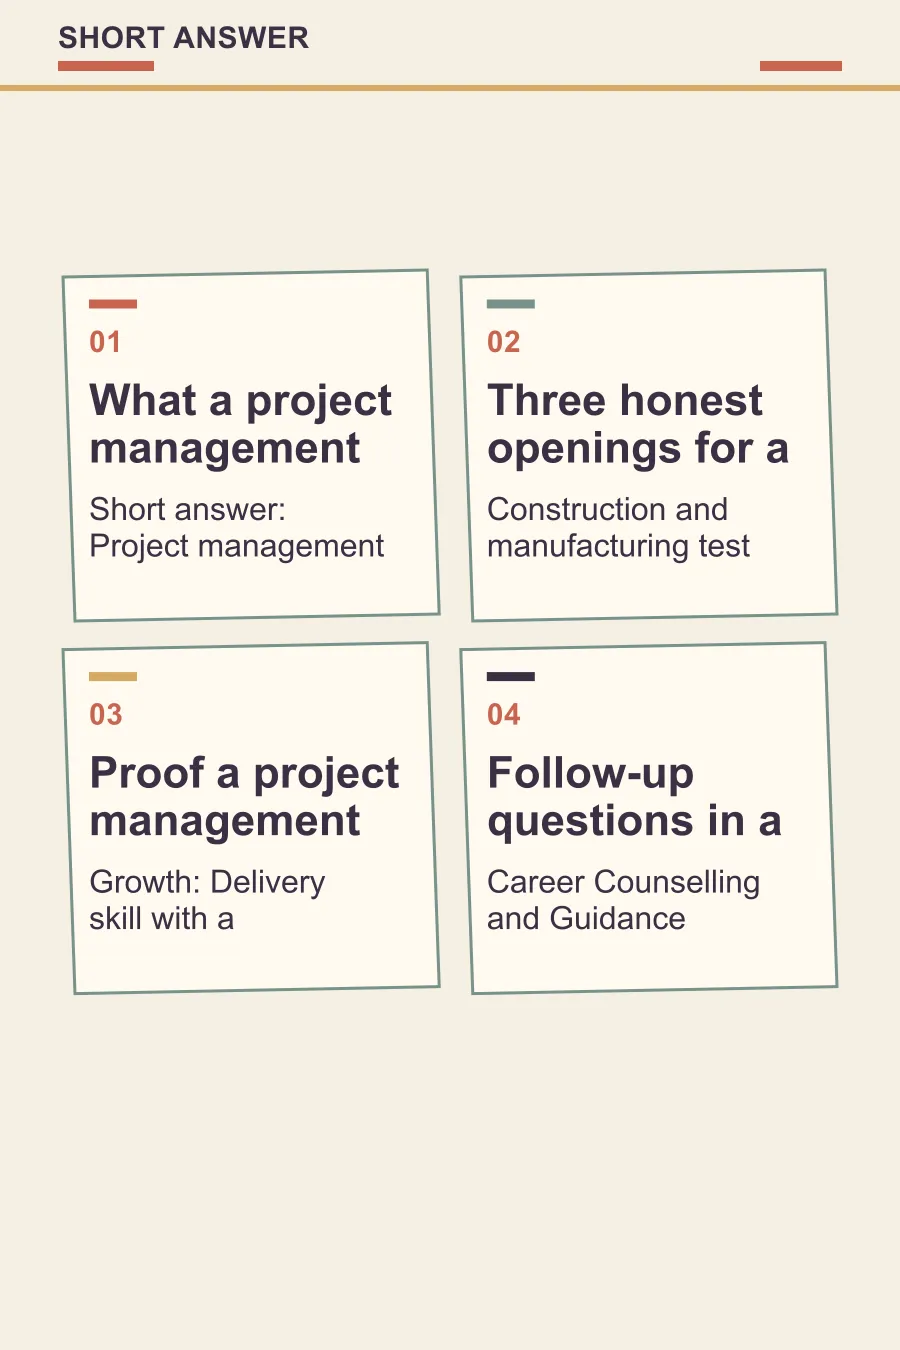 SHORT ANSWER
01
What a project
management
Short answer:
Project management
02
Three honest
openings for a
Construction and
manufacturing test
03
Proof a project
management
Growth: Delivery
skill with a
04
Follow-up
questions in a
Career Counselling
and Guidance